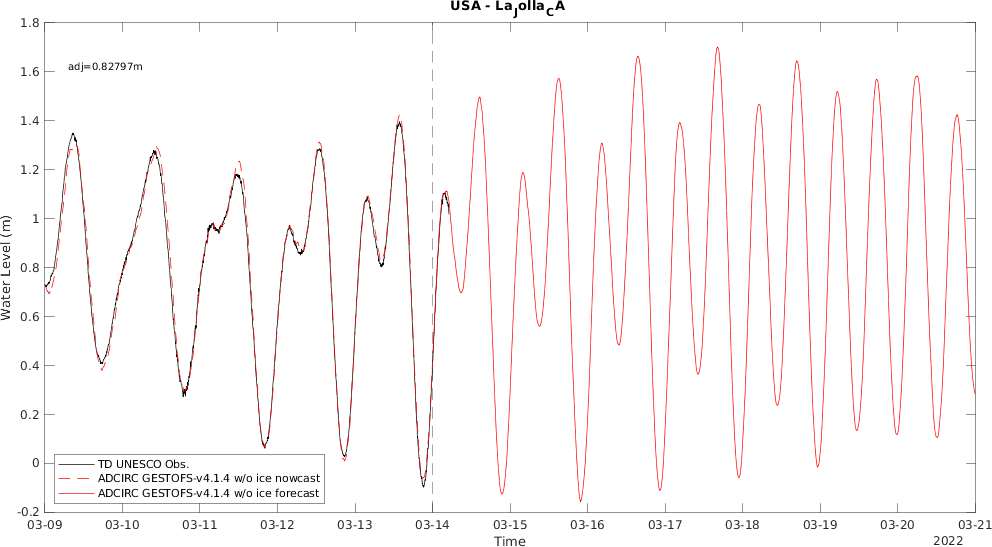 USA - LaJollaCA
adj=0.82797m
1.8
1.6
1.4
1.2
1
0.8
0.6
0.4
0.2
0
-0.2
Water Level (m)
TD UNESCO Obs.
ADCIRC GESTOFS-v4.1.4 w/o ice nowcast
ADCIRC GESTOFS-v4.1.4 w/o ice forecast
03-09 03-10 03-11 03-12 03-13 03-14 03-15 03-16 03-17 03-18 03-19 03-20 03-21
Time
2022